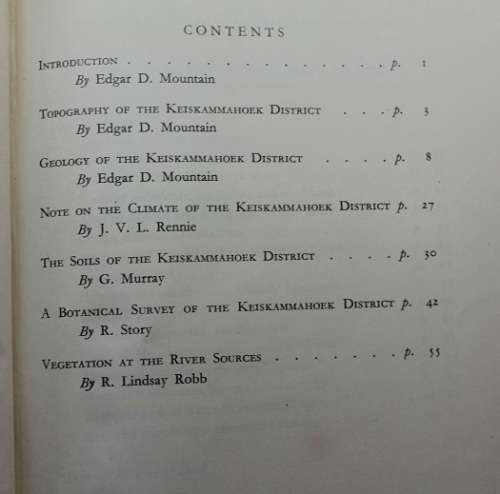 CONTENTS
INTRODUCTION . . . . . . . . . . . . . . p. 1
By Edgar D. Mountain
TOPOGRAPHY OF THE KEISKAMMAHOEK DISTRICT . . . p. 3
By Edgar D. Mountain
GEOLOGY OF THE KEISKAMMAHOEK DISTRICT . . . . p. 8
By Edgar D. Mountain
NOTE ON THE CLIMATE OF THE KEISKAMMAHOEK DISTRICT p. 27
By J. V. L. Rennie
THE SOILS OF THE KEISKAMMAHOEK DISTRICT . . . . p. 30
By G. Murray
A BOTANICAL SURVEY OF THE KEISKAMMAHOEK DISTRICT p. 42
By R. Story
VEGETATION AT THE RIVER SOURCES . . . . . . . p. 55
By R. Lindsay Robb